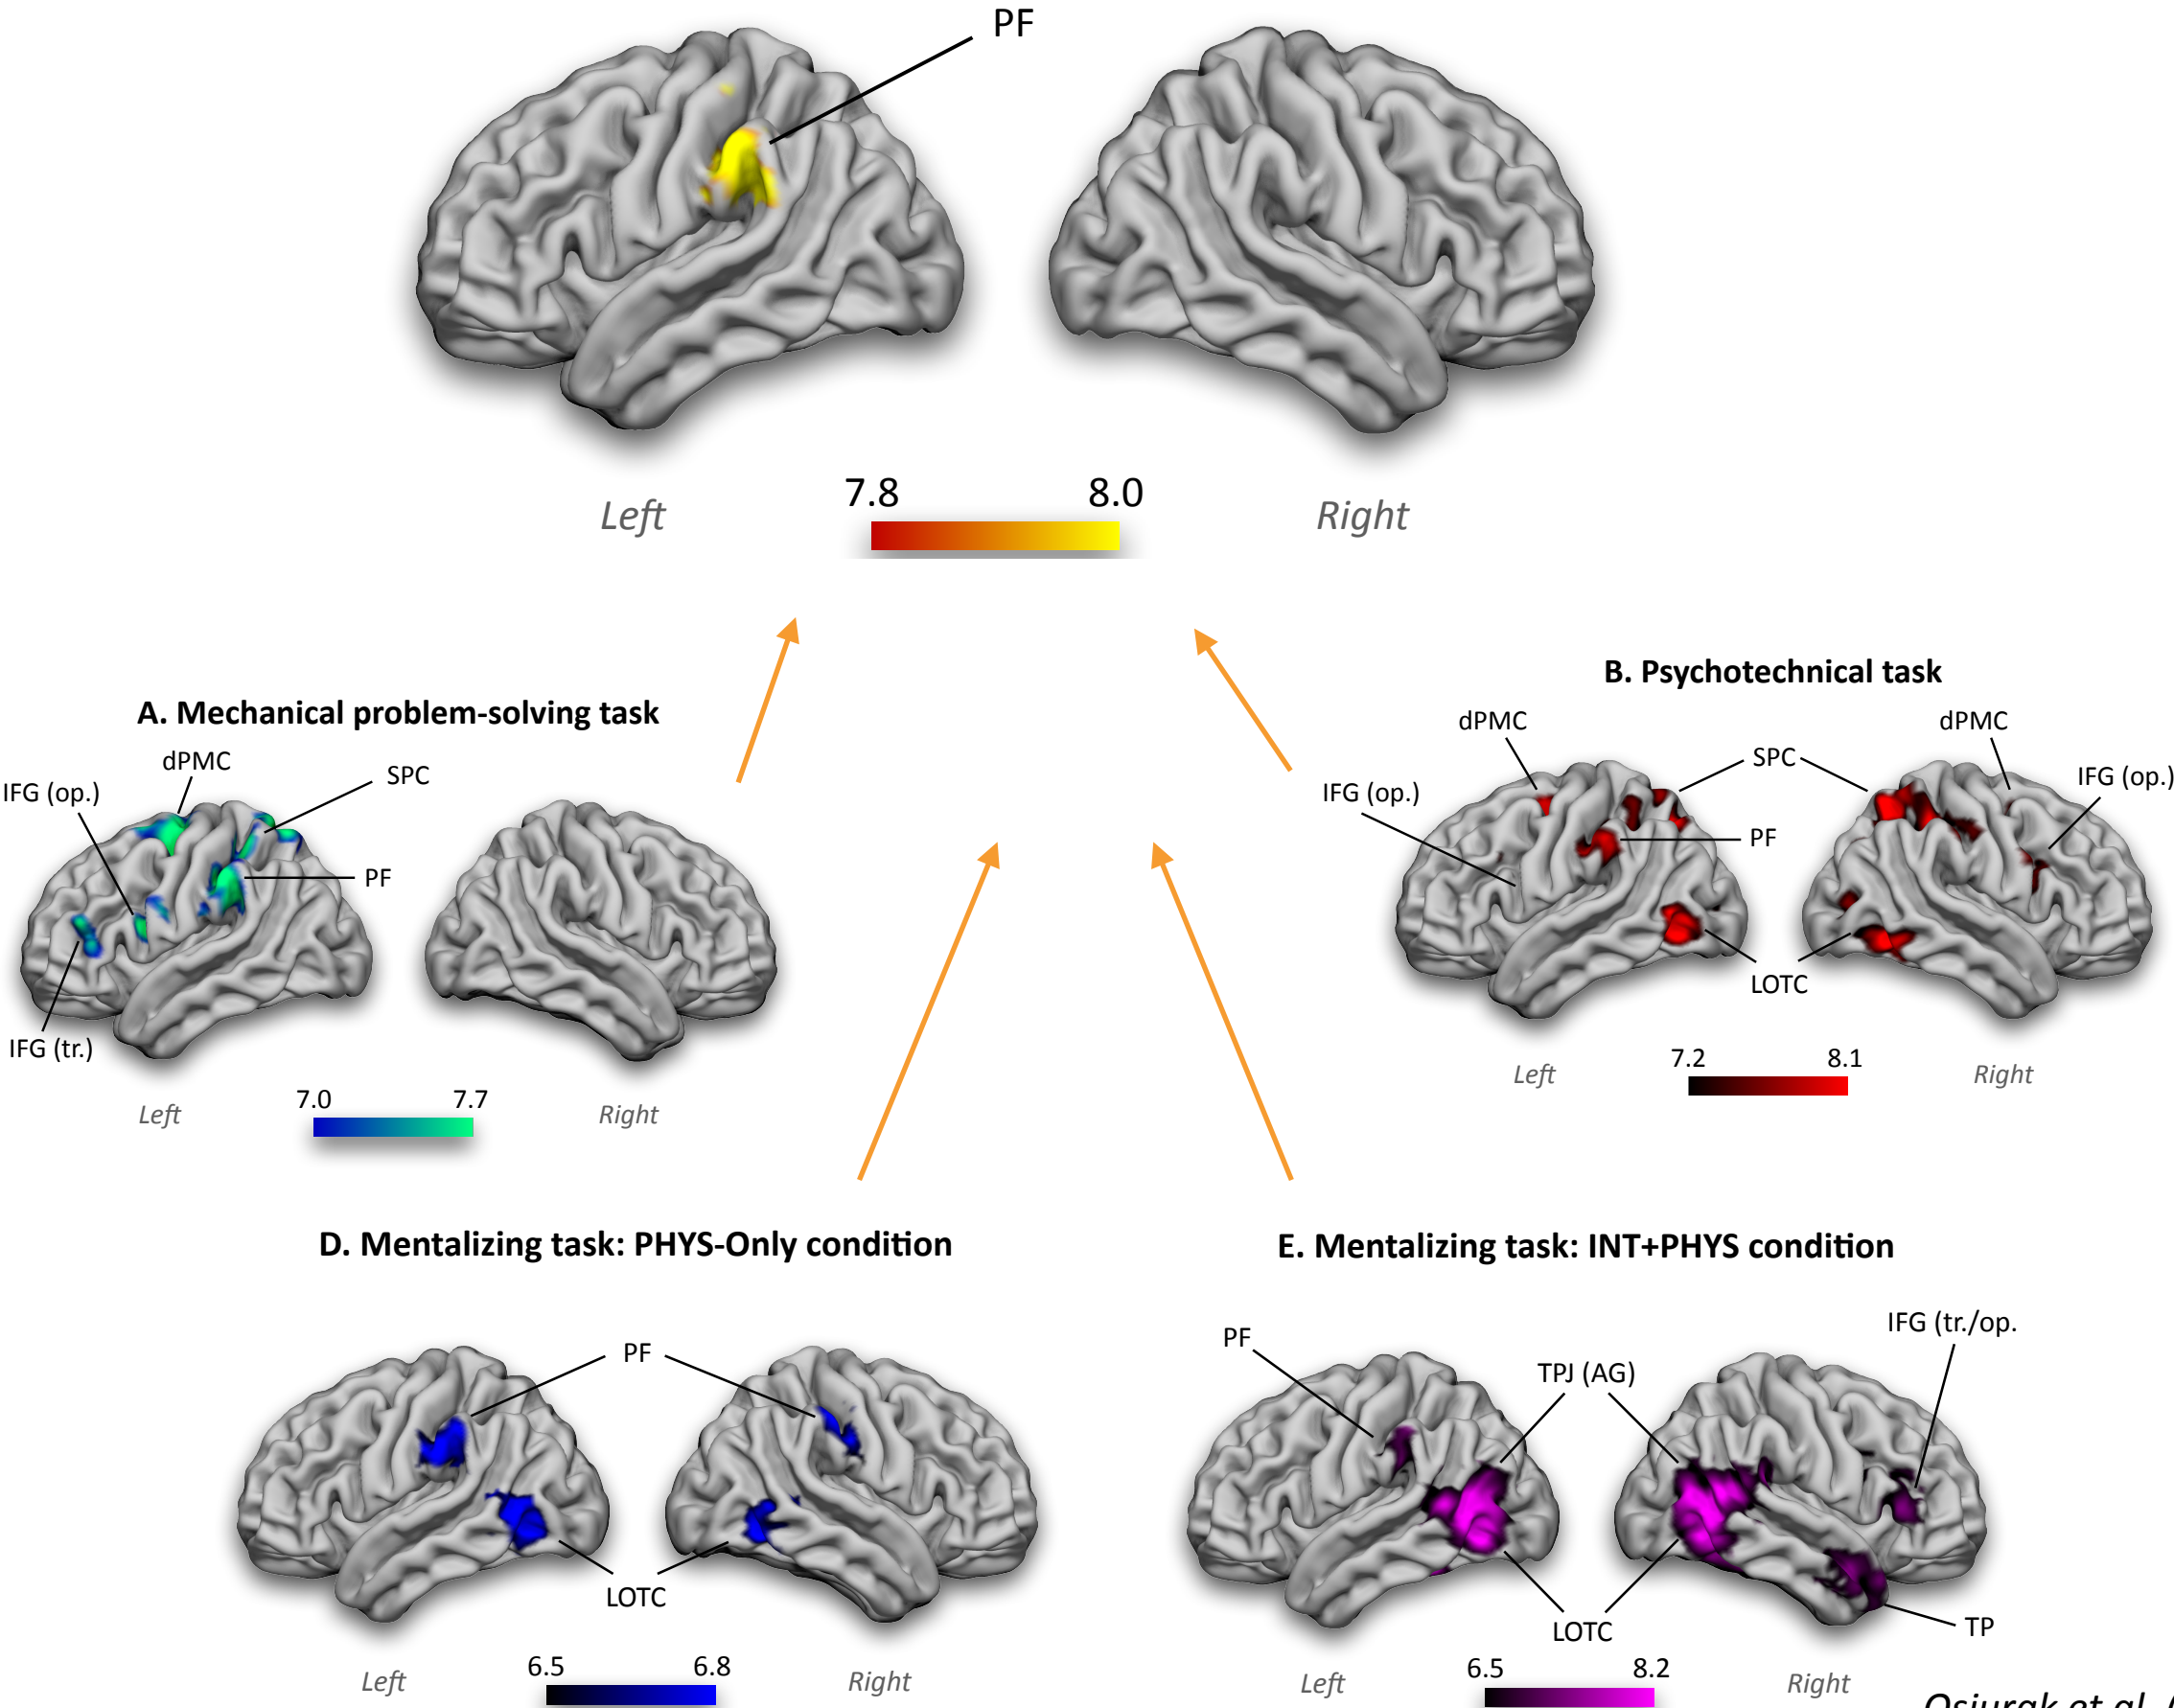 PF
7.8 8.0
Left Right
B. Psychotechnical task
A. Mechanical problem-solving task
dPMC dPMC
dPMC SPC
SPC IFG (op.)
IFG (op.) IFG (op.)
PF
PF
LOTC
IFG (tr.)
7.2 8.1
Left Right
7.0 7.7
Left Right
D. Mentalizing task: PHYS-Only condition
E. Mentalizing task: INT+PHYS condition
IFG (tr./op.
PF
PF
TPJ (AG)
LOTC
LOTC
TP
6.5 6.8
Left Right
6.5 8.2
Left Right
Osiurak et al.